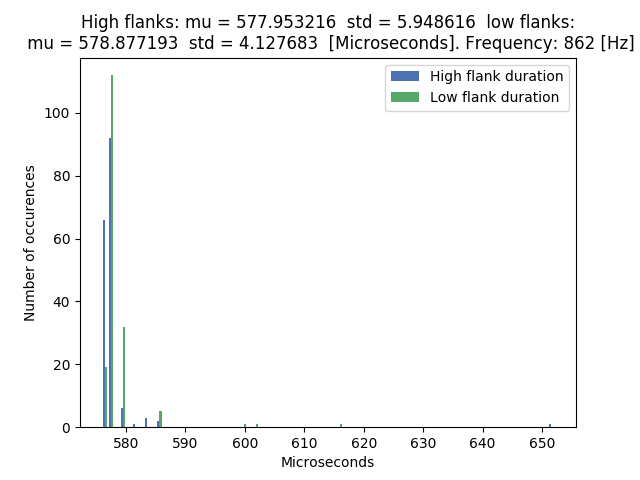 High flanks: mu = 577.953216 std = 5.948616 low flanks:
mu = 578.877193 std = 4.127683 [Microseconds]. Frequency: 862 [Hz]
High flank duration
Low flank duration
100
80
60
40
20
0
Number of occurences
580 590 600 610 620 630 640 650
Microseconds